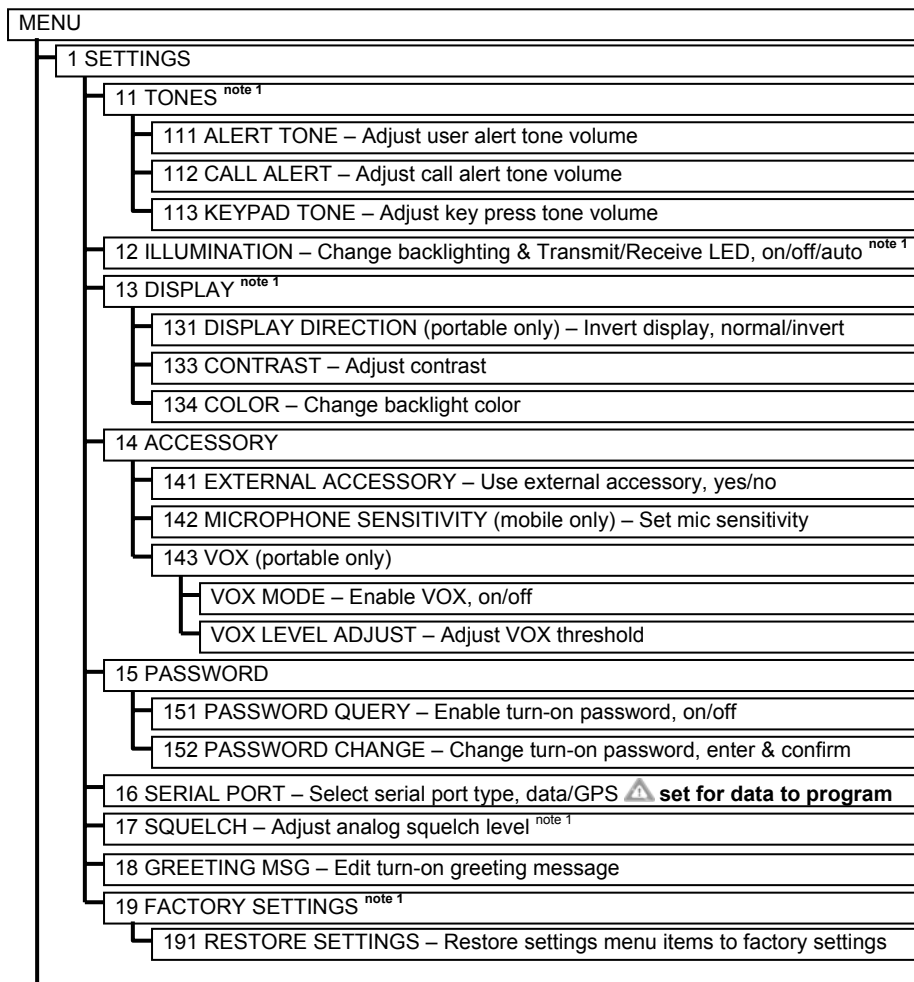 MENU
1 SETTINGS
11 TONES note 1
111 ALERT TONE – Adjust user alert tone volume
112 CALL ALERT – Adjust call alert tone volume
113 KEYPAD TONE – Adjust key press tone volume
12 ILLUMINATION – Change backlighting & Transmit/Receive LED, on/off/auto note 1
13 DISPLAY note 1
131 DISPLAY DIRECTION (portable only) – Invert display, normal/invert
133 CONTRAST – Adjust contrast
134 COLOR – Change backlight color
14 ACCESSORY
141 EXTERNAL ACCESSORY – Use external accessory, yes/no
142 MICROPHONE SENSITIVITY (mobile only) – Set mic sensitivity
143 VOX (portable only)
VOX MODE – Enable VOX, on/off
VOX LEVEL ADJUST – Adjust VOX threshold
15 PASSWORD
151 PASSWORD QUERY – Enable turn-on password, on/off
152 PASSWORD CHANGE – Change turn-on password, enter & confirm
16 SERIAL PORT – Select serial port type, data/GPS ⚠ set for data to program
17 SQUELCH – Adjust analog squelch level note 1
18 GREETING MSG – Edit turn-on greeting message
19 FACTORY SETTINGS note 1
191 RESTORE SETTINGS – Restore settings menu items to factory settings